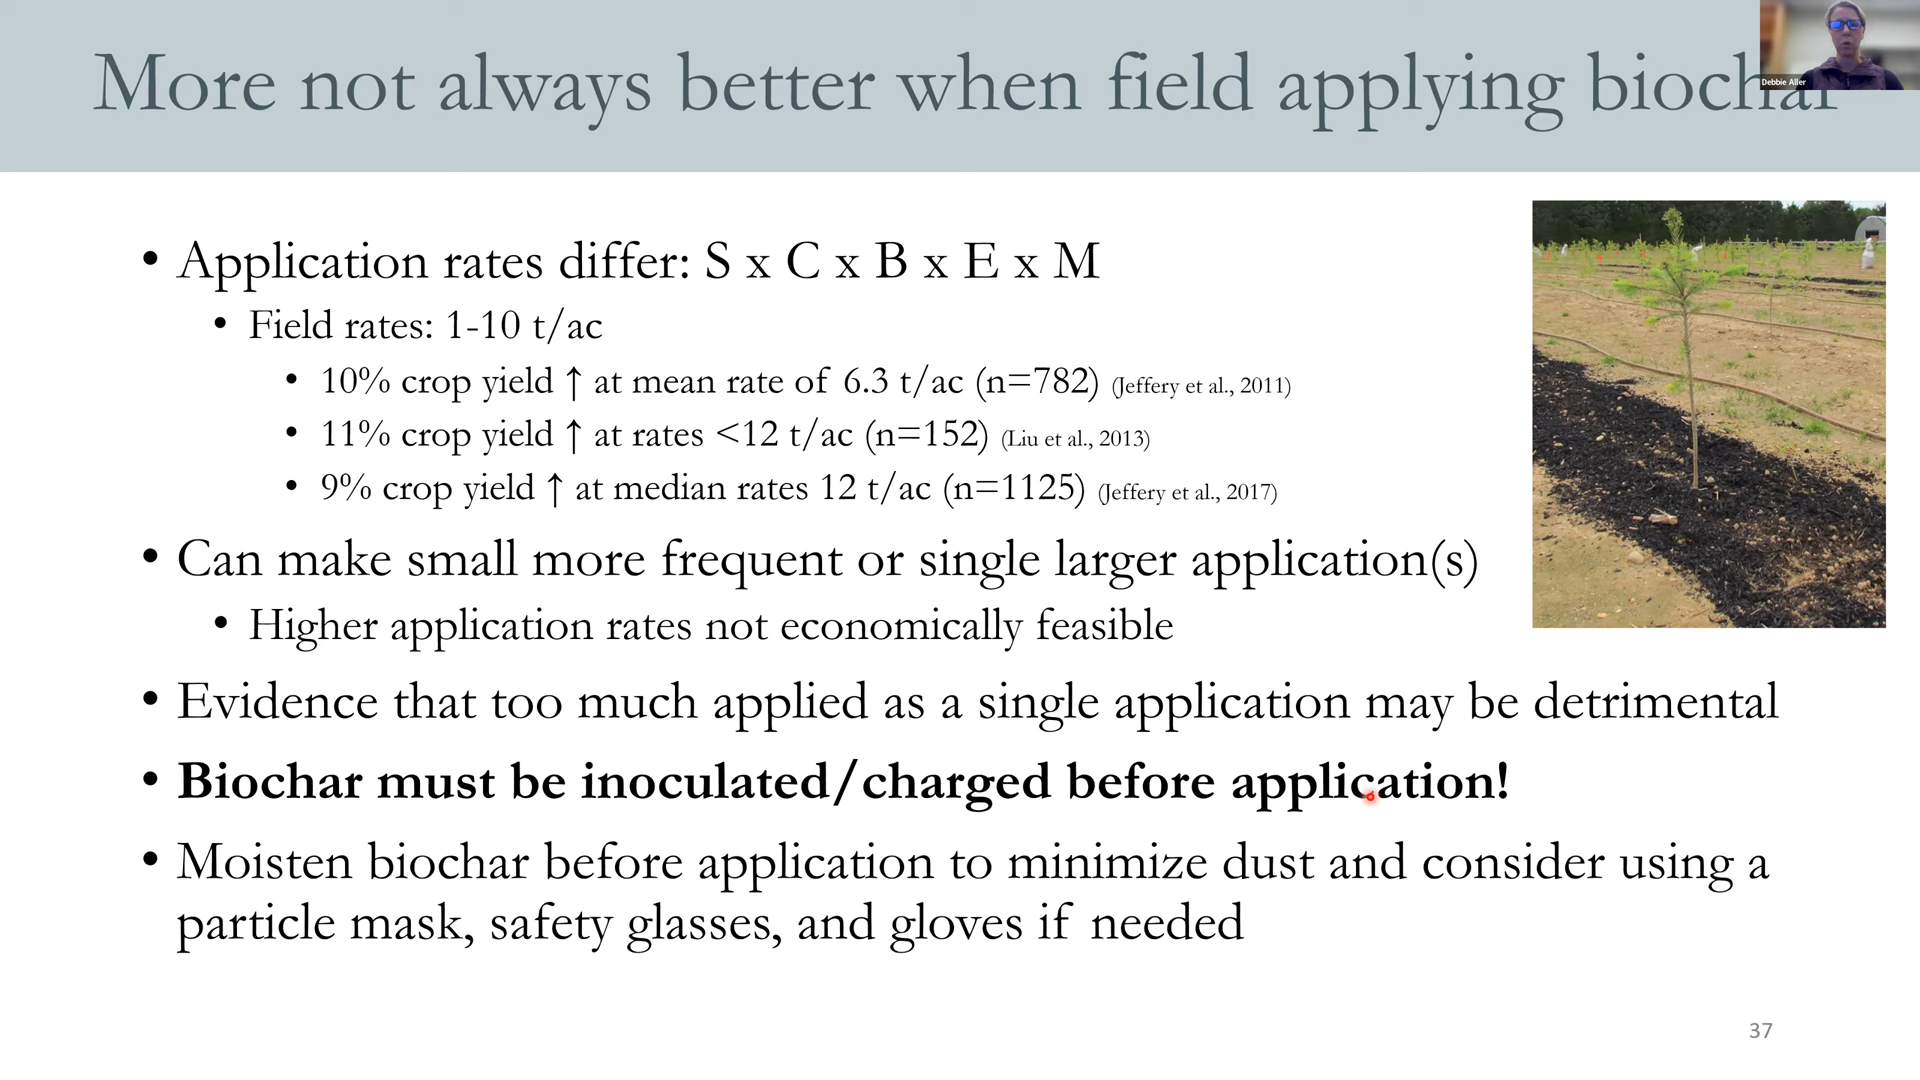 More not always better when field applying biochar
Debbie Aller
• Application rates differ: S x C x B x E x M
• Field rates: 1-10 t/ac
• 10% crop yield ↑ at mean rate of 6.3 t/ac (n=782) (Jeffery et al., 2011)
• 11% crop yield ↑ at rates <12 t/ac (n=152) (Liu et al., 2013)
• 9% crop yield ↑ at median rates 12 t/ac (n=1125) (Jeffery et al., 2017)
• Can make small more frequent or single larger application(s)
• Higher application rates not economically feasible
• Evidence that too much applied as a single application may be detrimental
• Biochar must be inoculated/charged before application!
• Moisten biochar before application to minimize dust and consider using a
particle mask, safety glasses, and gloves if needed
37